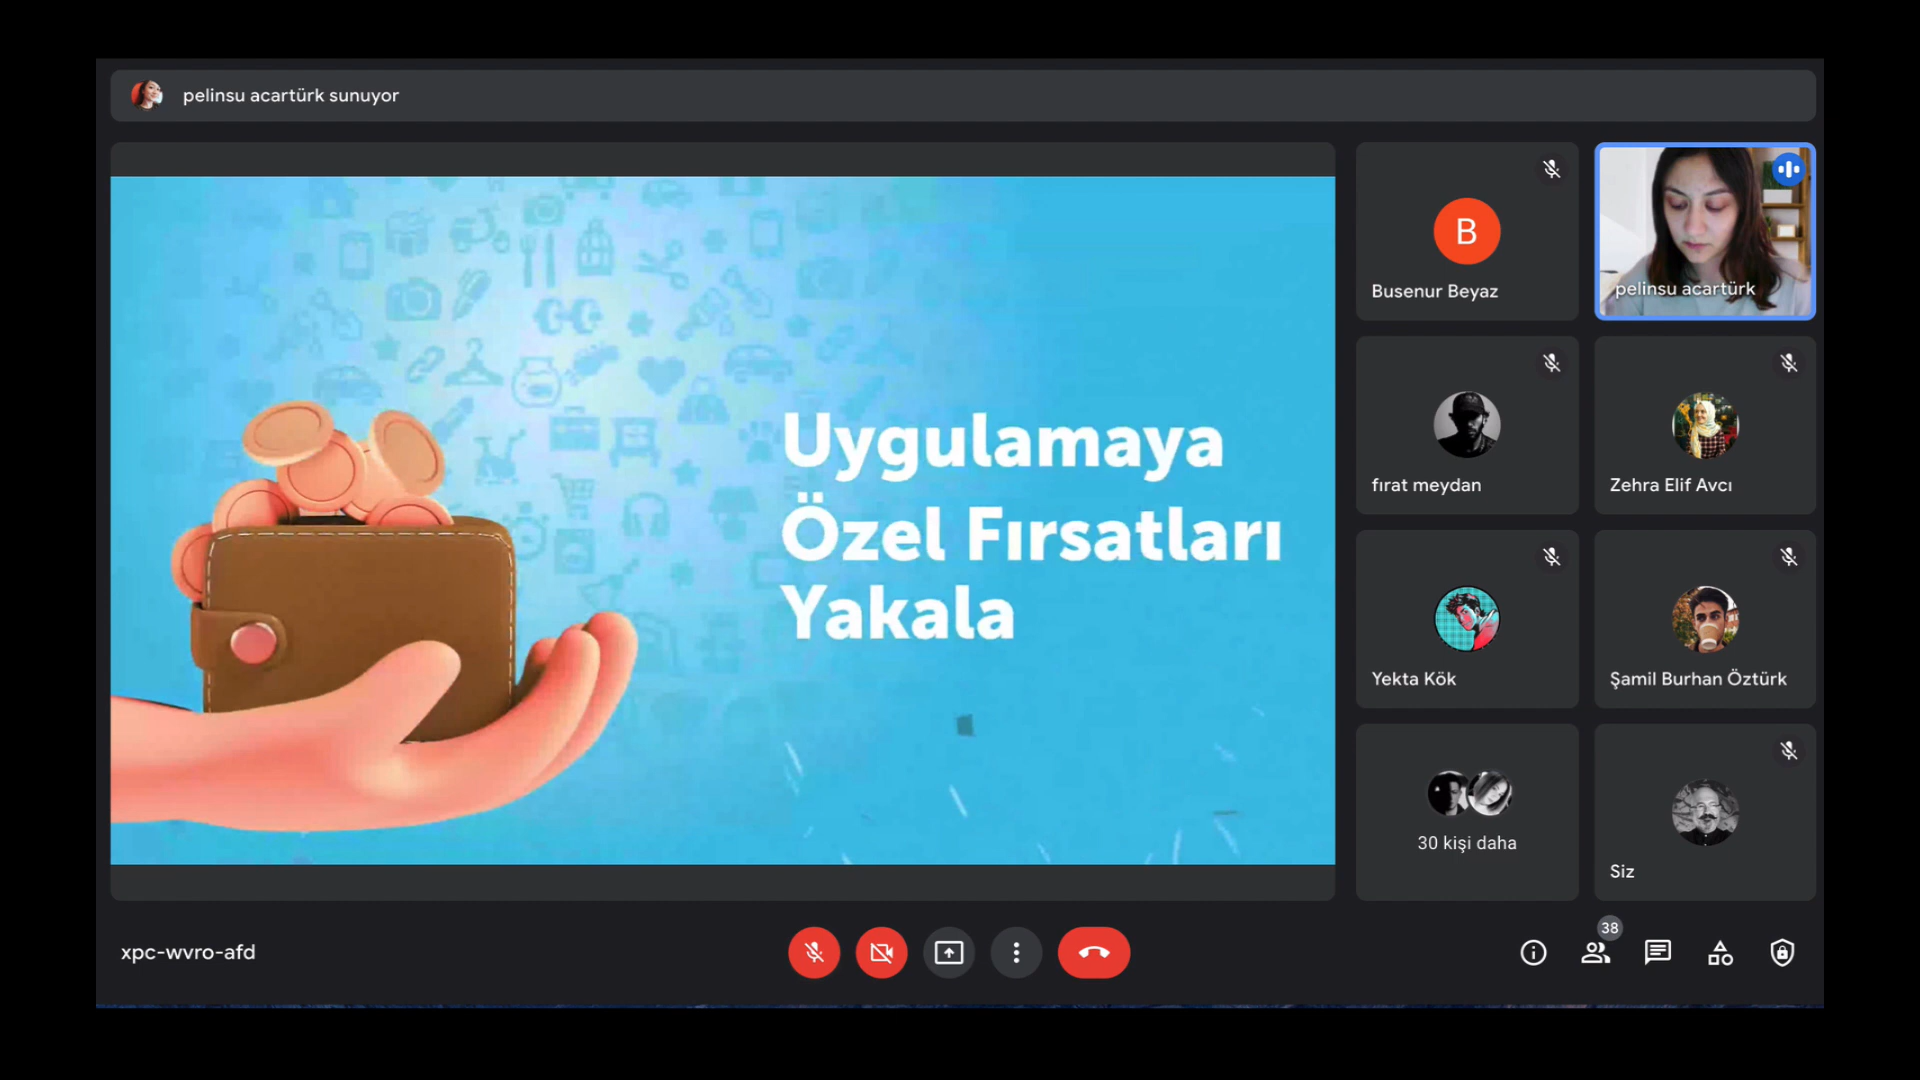 pelinsu acartürk sunuyor
Uygulamaya
Özel Fırsatları
Yakala
B
Busenur Beyaz
pelinsu acartürk
fırat meydan
Zehra Elif Avcı
Yekta Kök
Şamil Burhan Öztürk
30 kişi daha
Siz
xpc-wvro-afd
38